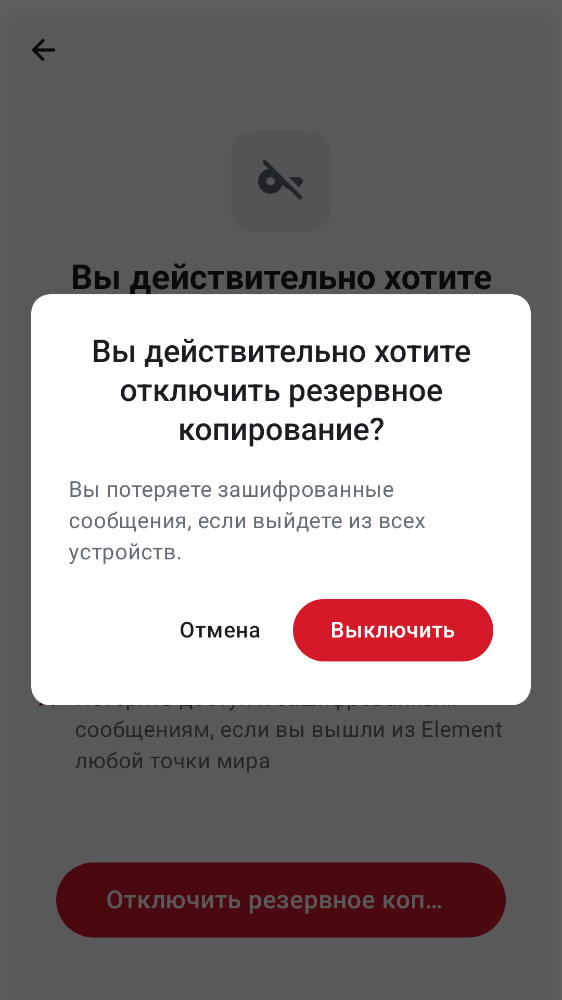 Вы действительно хотите
Вы действительно хотите
отключить резервное
копирование?
Вы потеряете зашифрованные
сообщения, если выйдете из всех
устройств.
Отмена
Выключить
сообщениям, если вы вышли из Element
любой точки мира
Отключить резервное коп...